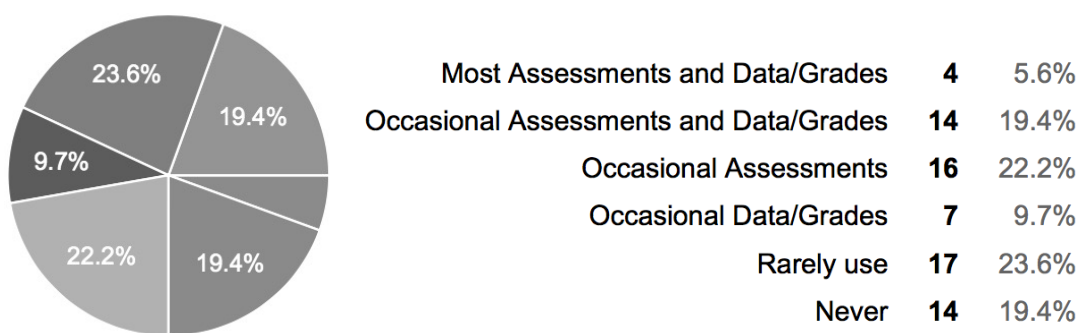 23.6%
19.4%
9.7%
22.2%
19.4%
Most Assessments and Data/Grades 4 5.6%
Occasional Assessments and Data/Grades 14 19.4%
Occasional Assessments 16 22.2%
Occasional Data/Grades 7 9.7%
Rarely use 17 23.6%
Never 14 19.4%